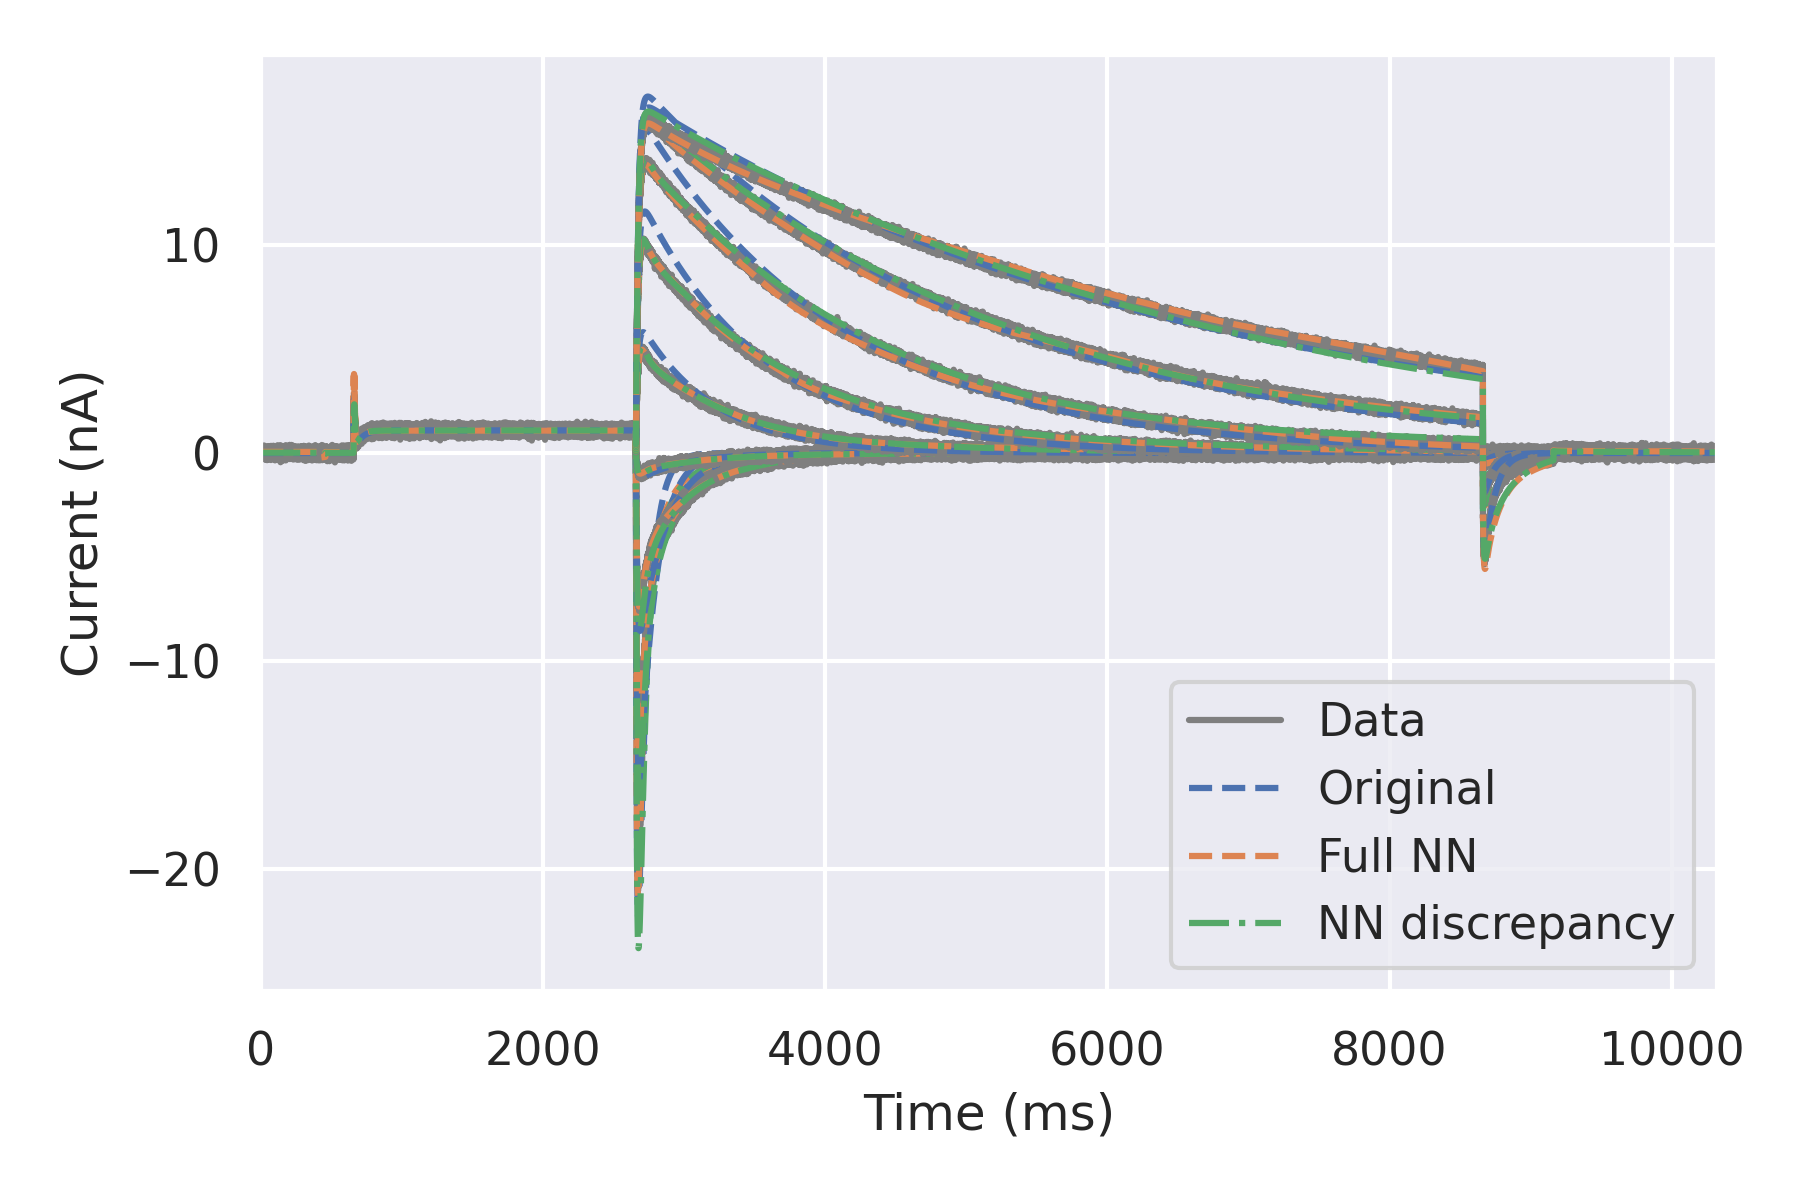 10
0
−10
−20
Current (nA)
0 2000 4000 6000 8000 10000
Time (ms)
Data
Original
Full NN
NN discrepancy